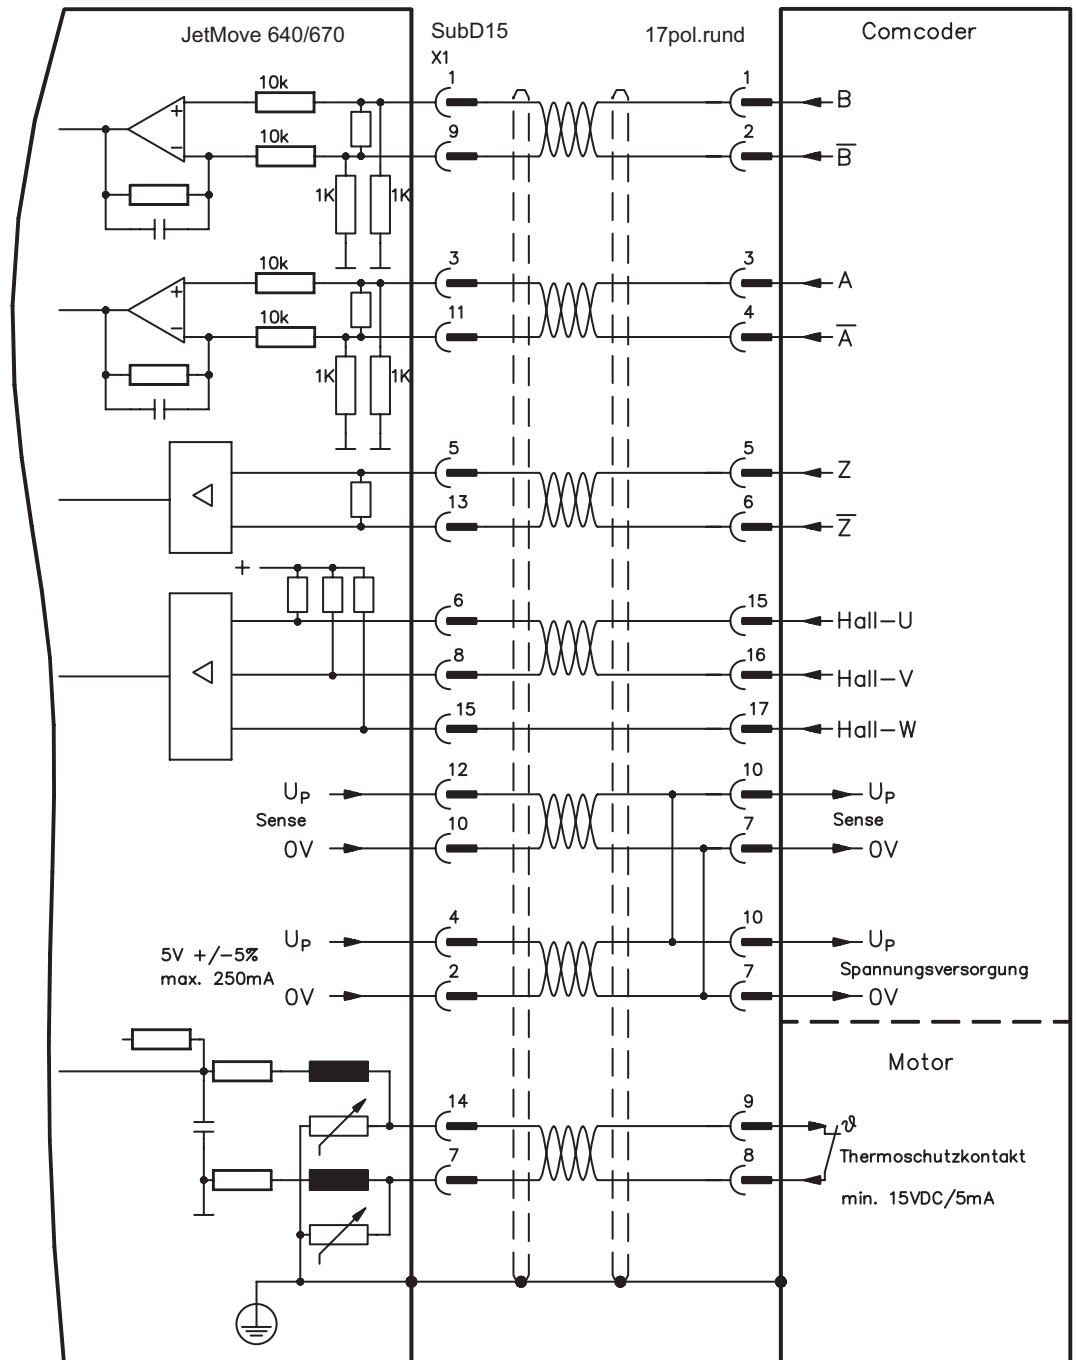 JetMove 640/670 SubD15 17pol.rund Comcoder
X1
10k 1 1 B
+
10k 9 2 B̅
−
1K 1K
10k 3 3 A
+
10k 11 4 A̅
−
1K 1K
5 5 Z
13 6 Z̅
+
6 15 Hall−U
8 16 Hall−V
15 17 Hall−W
UP 12 10 UP
Sense Sense
0V 10 7 0V
UP 4 10 UP
5V +/−5%
max. 250mA
Spannungsversorgung
0V 2 7 0V
Motor
14 9 ϑ
Thermoschutzkontakt
7 8
min. 15VDC/5mA